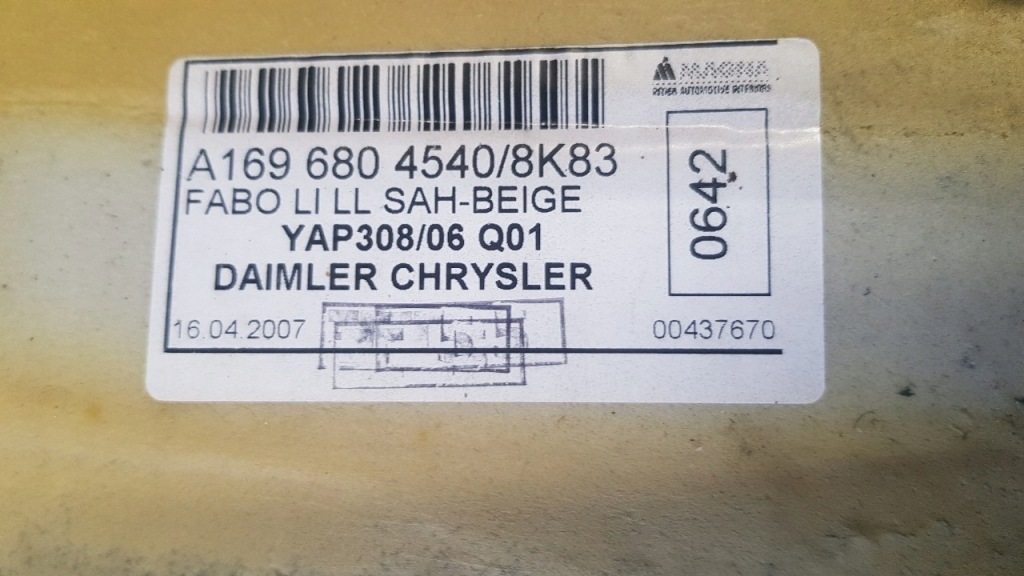 MAGNA
A169 680 4540/8K83
FABO LI LL SAH-BEIGE
YAP308/06 Q01
DAIMLER CHRYSLER
0642
16.04.2007
00437670